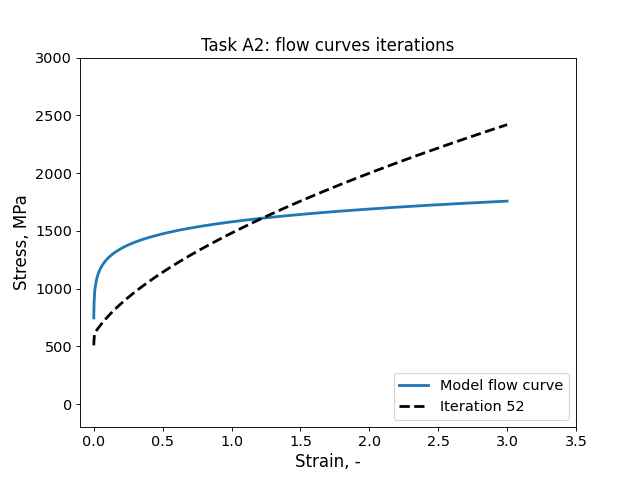 Task A2: flow curves iterations
3000
2500
2000
1500
1000
500
0
Stress, MPa
0.0 0.5 1.0 1.5 2.0 2.5 3.0 3.5
Strain, -
Model flow curve
Iteration 52